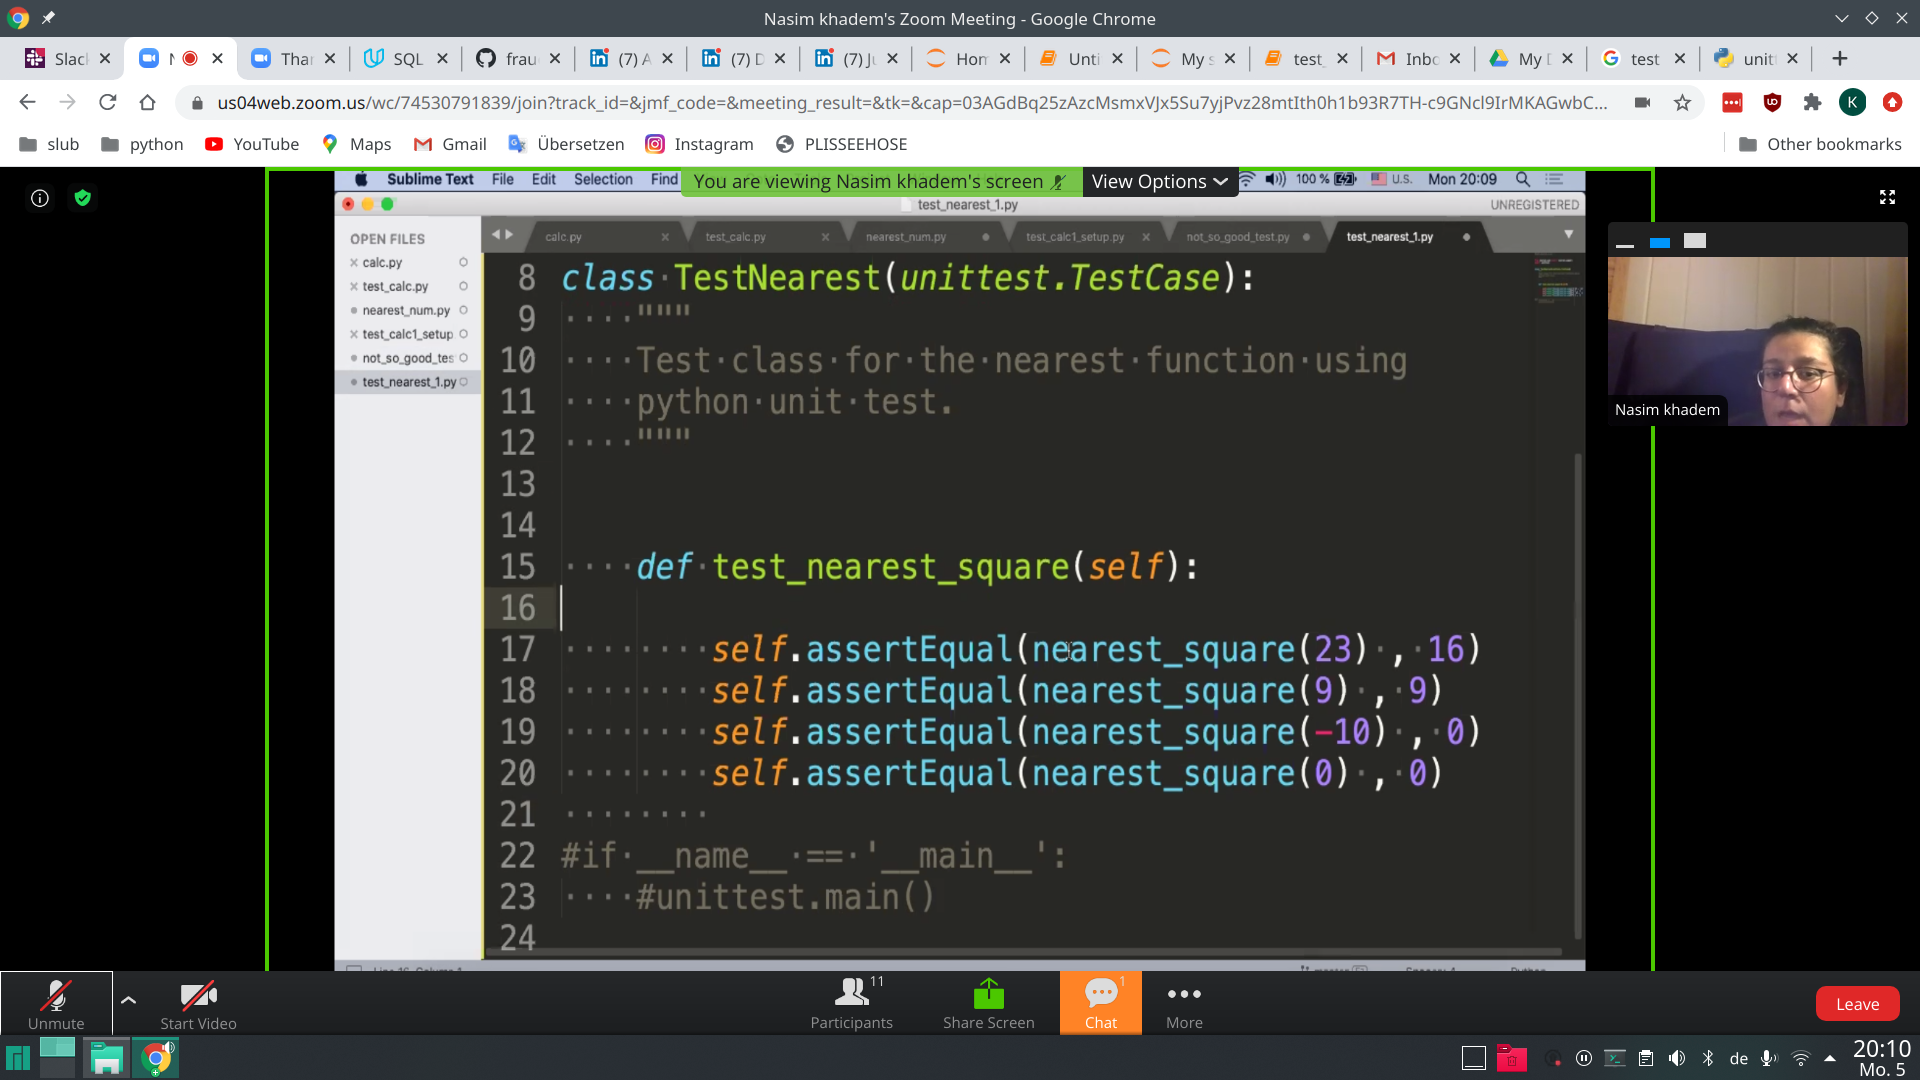 Nasim khadem's Zoom Meeting - Google Chrome
Slack
SQL
frau
(7) A
(7) D
(7) Ju
Hom
Unti
My s
test_
Inbo
My D
test
unitt
us04web.zoom.us/wc/74530791839/join?track_id=&jmf_code=&meeting_result=&tk=&cap=03AGdBq25zAzcMsmxVJx5Su7yjPvz28mtIth0h1b93R7TH-c9GNcl9IrMKAGwbC...
K
slub
python
YouTube
Maps
Gmail
Übersetzen
Instagram
PLISSEEHOSE
Other bookmarks
Sublime Text File Edit Selection Find
You are viewing Nasim khadem's screen
View Options
100 %
U.S.
Mon 20:09
test_nearest_1.py
UNREGISTERED
OPEN FILES
calc.py
test_calc.py
nearest_num.py
test_calc1_setup
not_so_good_tes
test_nearest_1.py
calc.py
test_calc.py
nearest_num.py
test_calc1_setup.py
not_so_good_test.py
test_nearest_1.py
8 class TestNearest(unittest.TestCase):
9 """
10 Test class for the nearest function using
11 python unit test.
12 """
13
14
15 def test_nearest_square(self):
16
17 self.assertEqual(nearest_square(23) , 16)
18 self.assertEqual(nearest_square(9) , 9)
19 self.assertEqual(nearest_square(-10) , 0)
20 self.assertEqual(nearest_square(0) , 0)
21
22 #if __name__ == '__main__':
23 #unittest.main()
24
Nasim khadem
Unmute
Start Video
Participants
11
Share Screen
Chat
1
More
Leave
de
20:10
Mo. 5